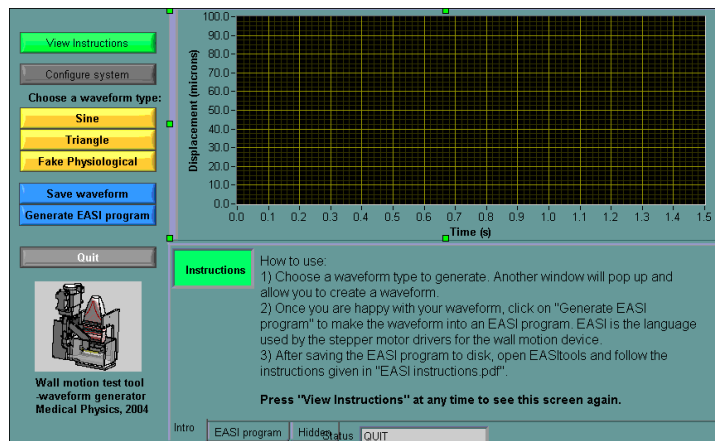 View Instructions
Configure system
Choose a waveform type:
Sine
Triangle
Fake Physiological
Save waveform
Generate EASI program
Quit
Wall motion test tool
-waveform generator
Medical Physics, 2004
Displacement (microns)
100.0
90.0
80.0
70.0
60.0
50.0
40.0
30.0
20.0
10.0
0.0
0.0 0.1 0.2 0.3 0.4 0.5 0.6 0.7 0.8 0.9 1.0 1.1 1.2 1.3 1.4 1.5
Time (s)
Instructions
How to use:
1) Choose a waveform type to generate. Another window will pop up and
allow you to create a waveform.
2) Once you are happy with your waveform, click on "Generate EASI
program" to make the waveform into an EASI program. EASI is the language
used by the stepper motor drivers for the wall motion device.
3) After saving the EASI program to disk, open EASItools and follow the
instructions given in "EASI instructions.pdf".
Press "View Instructions" at any time to see this screen again.
Intro EASI program Hidden Status QUIT